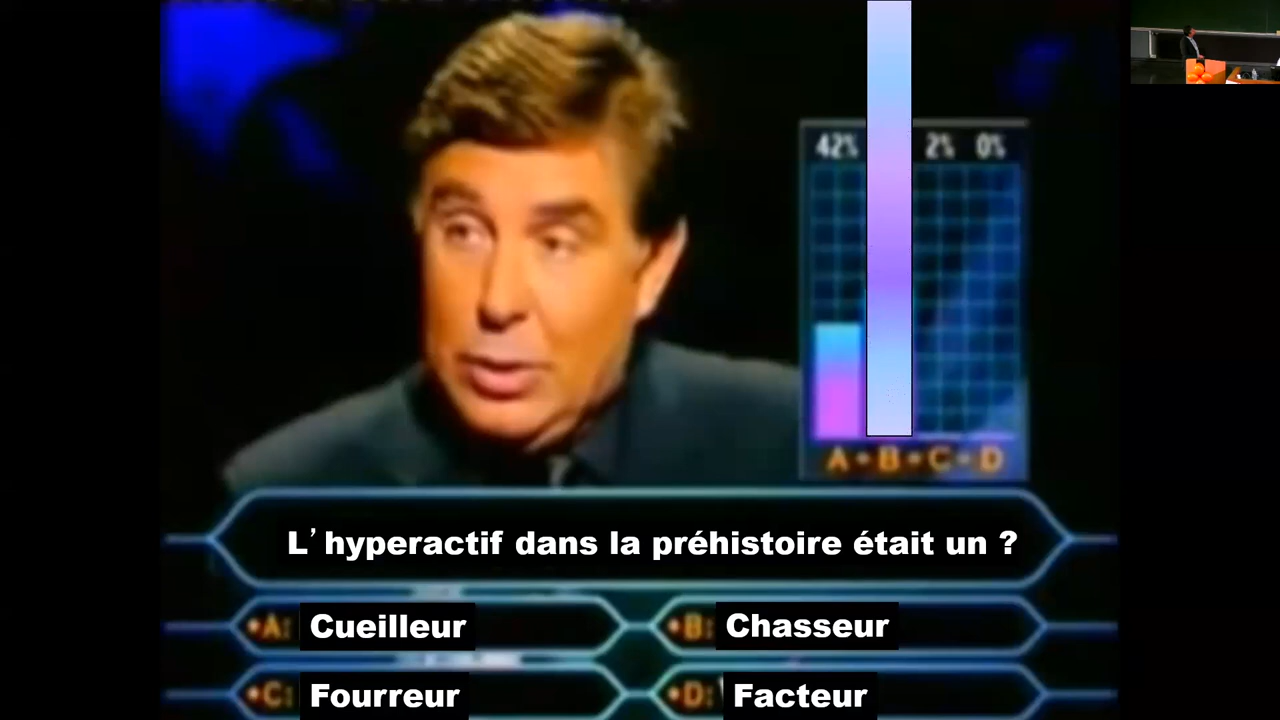 42% 2% 0%
A B C D
L'hyperactif dans la préhistoire était un ?
A: Cueilleur
B: Chasseur
C: Fourreur
D: Facteur